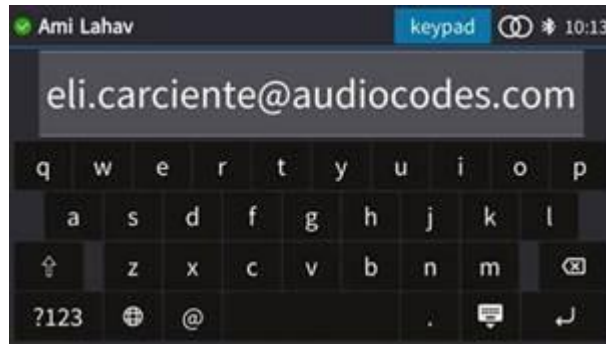 Ami Lahav keypad 10:13
eli.carciente@audiocodes.com
q w e r t y u i o p
a s d f g h j k l
z x c v b n m
?123 @ .